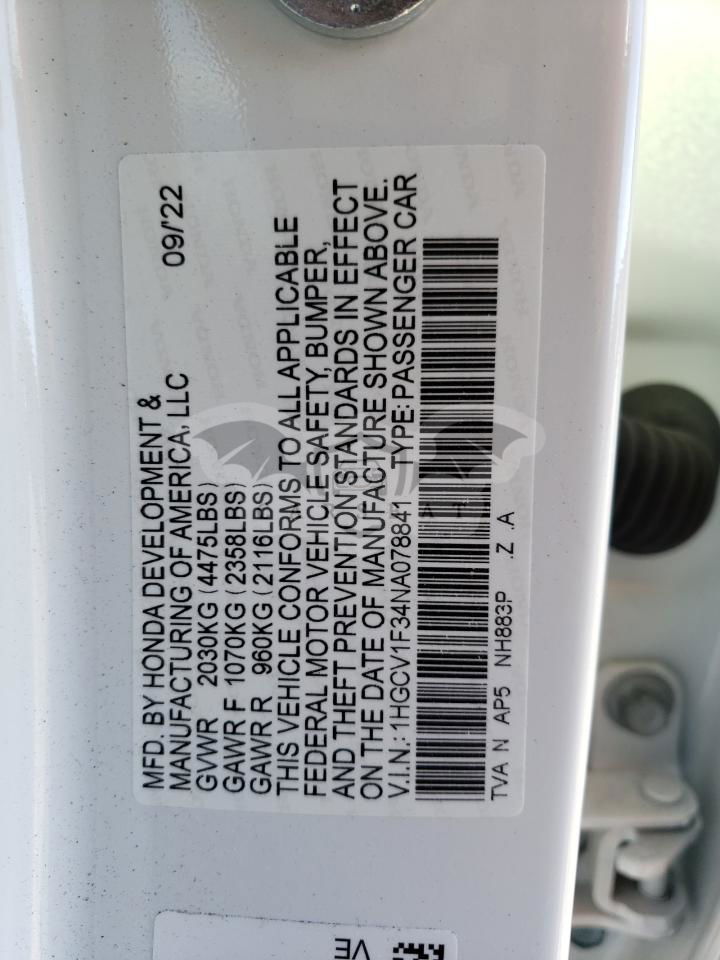 MFD. BY HONDA DEVELOPMENT &
MANUFACTURING OF AMERICA, LLC 09/'22
GVWR 2030KG (4475LBS)
GAWR F 1070KG (2358LBS)
GAWR R 960KG (2116LBS)
THIS VEHICLE CONFORMS TO ALL APPLICABLE
FEDERAL MOTOR VEHICLE SAFETY, BUMPER,
AND THEFT PREVENTION STANDARDS IN EFFECT
ON THE DATE OF MANUFACTURE SHOWN ABOVE.
V.I.N.: 1HGCV1F34NA078841 TYPE: PASSENGER CAR
TVA N AP5 NH883P .Z .A
VE